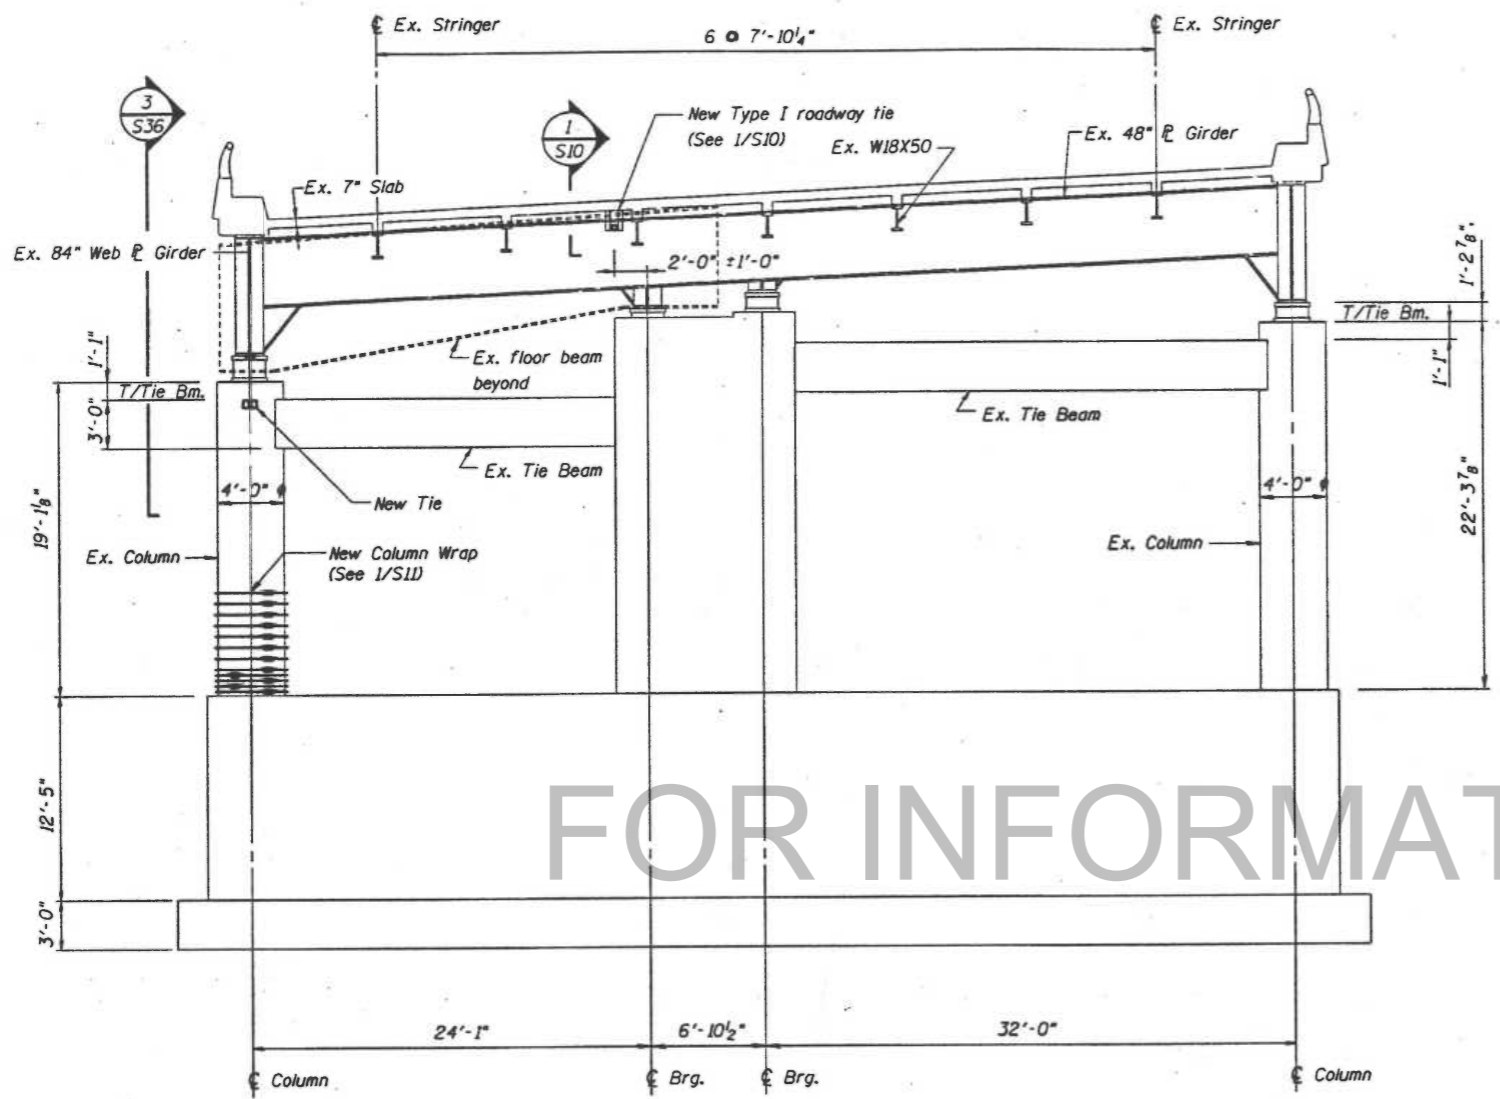 ℄ Ex. Stringer
6 @ 7'-10¼"
℄ Ex. Stringer
3
S36
1
S10
New Type I roadway tie
(See 1/S10)
Ex. W18X50
Ex. 48" ℙ Girder
Ex. 7" Slab
Ex. 84" Web ℙ Girder
2'-0" ±1'-0"
1'-2⅞"
T/Tie Bm.
1'-1"
1'-1"
T/Tie Bm.
3'-0"
Ex. floor beam
beyond
Ex. Tie Beam
Ex. Tie Beam
4'-0" ϕ
New Tie
4'-0" ϕ
19'-1⅛"
22'-3⅞"
Ex. Column
New Column Wrap
(See 1/S11)
Ex. Column
12'-5"
FOR INFORMAT
3'-0"
24'-1"
6'-10½"
32'-0"
℄ Column
℄ Brg.
℄ Brg.
℄ Column